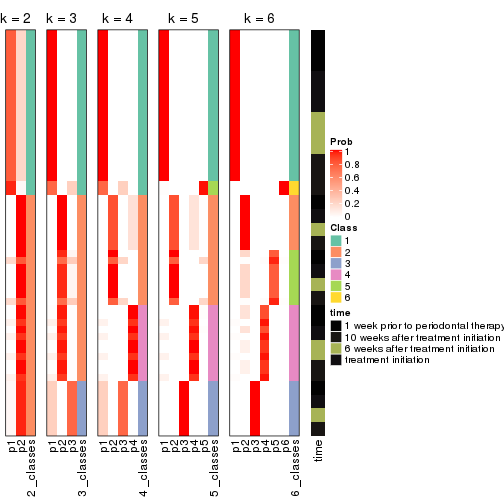 k = 2 k = 3 k = 4 k = 5 k = 6
Prob
1
0.8
0.6
0.4
0.2
0
Class
1
2
3
4
5
6
time
1 week prior to periodontal therapy
10 weeks after treatment initiation
6 weeks after treatment initiation
treatment initiation
p1 p2 2_classes p1 p2 p3 3_classes p1 p2 p3 p4 4_classes p1 p2 p3 p4 p5 5_classes p1 p2 p3 p4 p5 p6 6_classes time